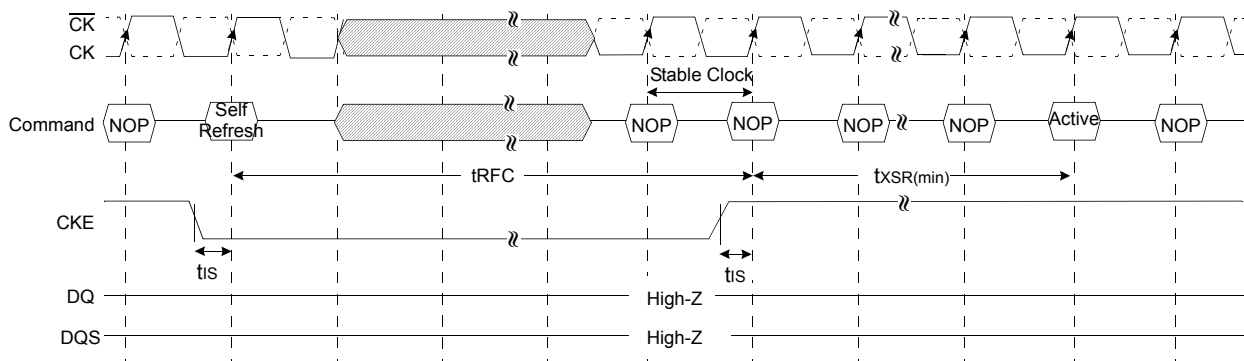 CK
CK
Stable Clock
Command NOP Self Refresh NOP NOP NOP NOP Active NOP
tRFC tXSR(min)
CKE
tIS tIS
DQ High-Z
DQS High-Z